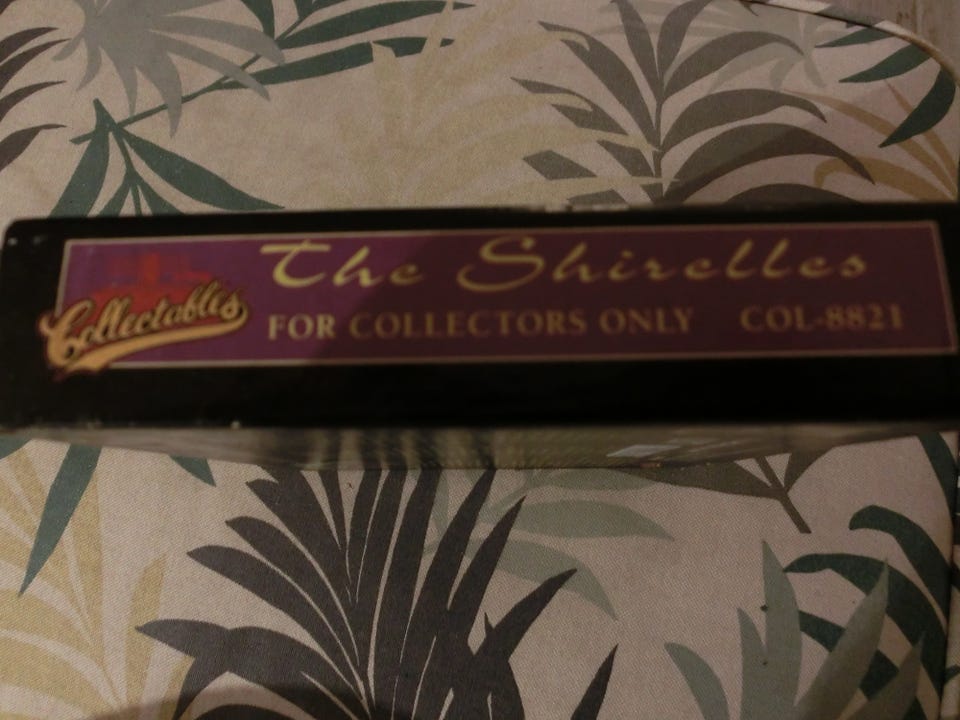 Collectables
The Shirelles
FOR COLLECTORS ONLY COL-8821